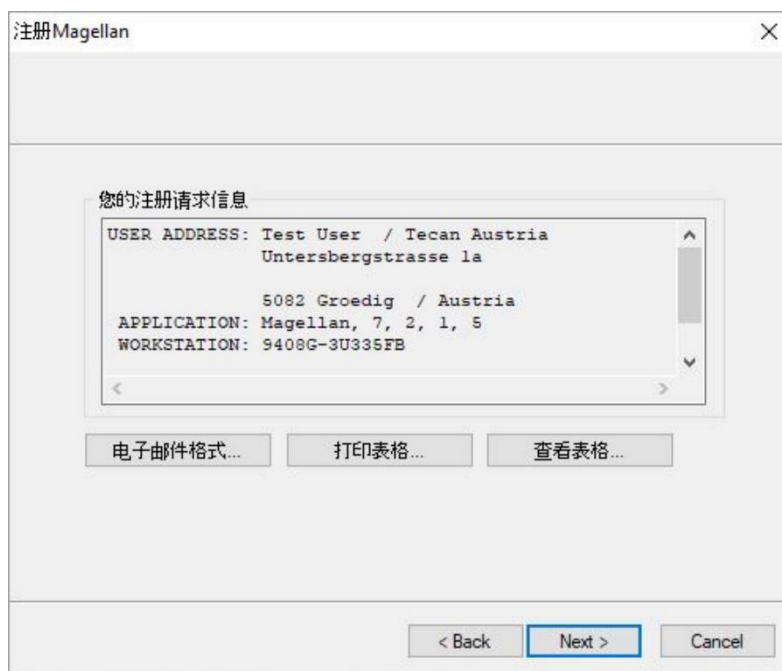 注册Magellan
您的注册请求信息
USER ADDRESS: Test User / Tecan Austria
Untersbergstrasse 1a
5082 Groedig / Austria
APPLICATION: Magellan, 7, 2, 1, 5
WORKSTATION: 9408G-3U335FB
电子邮件格式... 打印表格... 查看表格...
< Back Next > Cancel